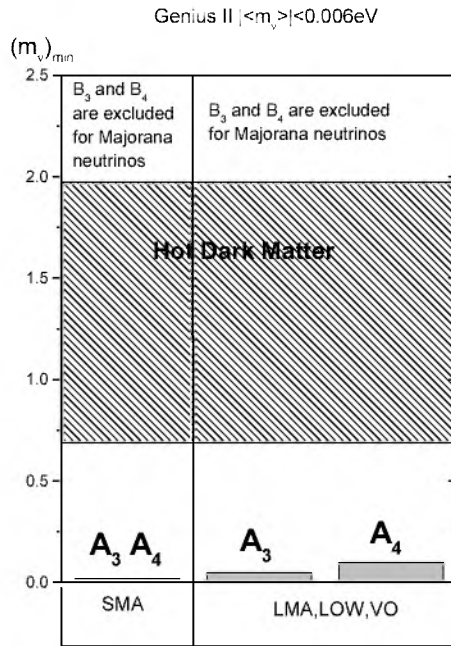 Genius II |<m_ν>|<0.006eV
(m_ν)_min
2.5
B_3 and B_4
are excluded
for Majorana
neutrinos
B_3 and B_4 are excluded
for Majorana neutrinos
2.0
Hot Dark Matter
1.5
1.0
0.5
A_3 A_4
A_3
A_4
0.0
SMA
LMA,LOW,VO